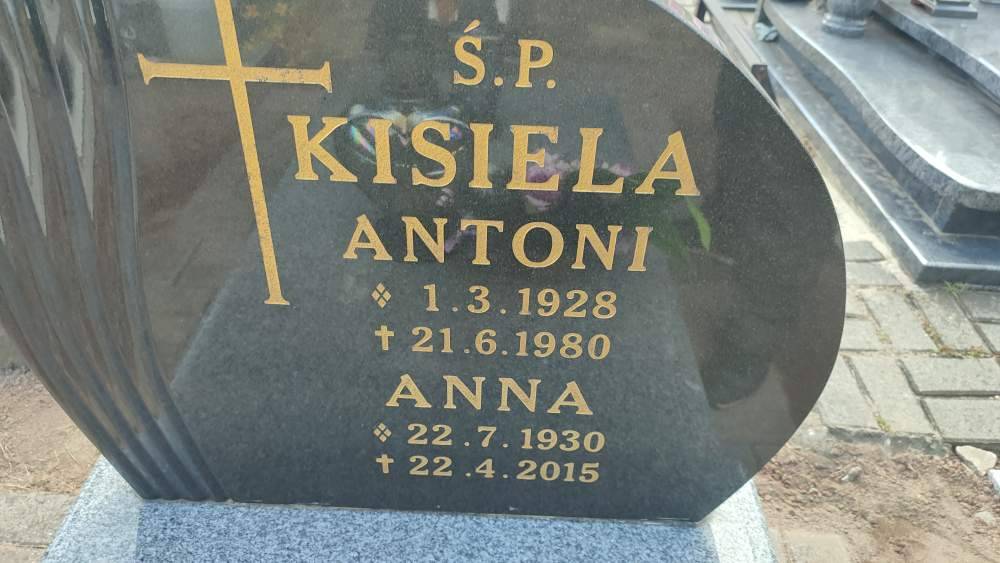 Ś.P.
KISIELA
ANTONI
1.3.1928
✝ 21.6.1980
ANNA
22.7.1930
✝ 22.4.2015